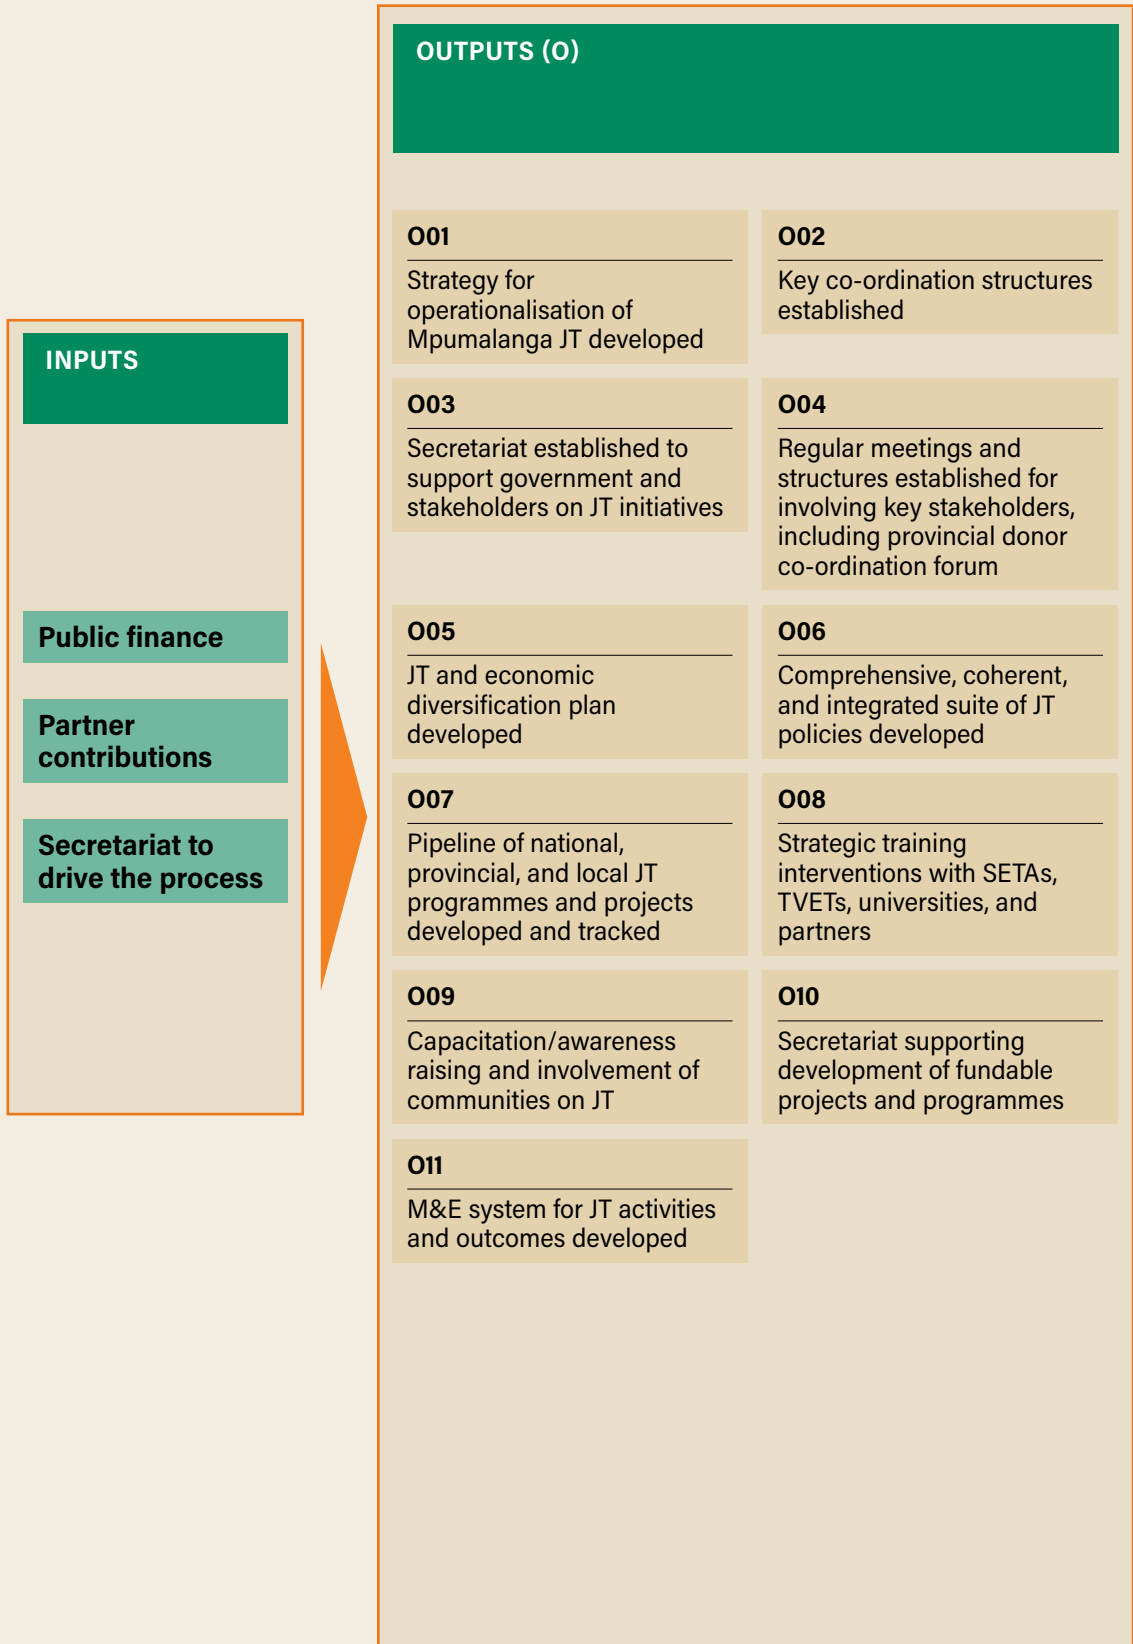 INPUTS
Public finance
Partner
contributions
Secretariat to
drive the process
OUTPUTS (O)
O01
Strategy for
operationalisation of
Mpumalanga JT developed
O02
Key co-ordination structures
established
O03
Secretariat established to
support government and
stakeholders on JT initiatives
O04
Regular meetings and
structures established for
involving key stakeholders,
including provincial donor
co-ordination forum
O05
JT and economic
diversification plan
developed
O06
Comprehensive, coherent,
and integrated suite of JT
policies developed
O07
Pipeline of national,
provincial, and local JT
programmes and projects
developed and tracked
O08
Strategic training
interventions with SETAs,
TVETs, universities, and
partners
O09
Capacitation/awareness
raising and involvement of
communities on JT
O10
Secretariat supporting
development of fundable
projects and programmes
O11
M&E system for JT activities
and outcomes developed